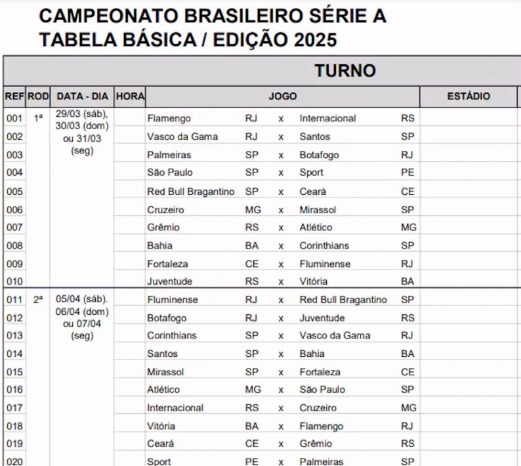 CAMPEONATO BRASILEIRO SÉRIE A
TABELA BÁSICA / EDIÇÃO 2025
TURNO
REF ROD DATA - DIA HORA JOGO ESTÁDIO
001 1ª 29/03 (sáb), Flamengo RJ x Internacional RS
30/03 (dom)
002 Vasco da Gama RJ x Santos SP
ou 31/03
003 (seg) Palmeiras SP x Botafogo RJ
004 São Paulo SP x Sport PE
005 Red Bull Bragantino SP x Ceará CE
006 Cruzeiro MG x Mirassol SP
007 Grêmio RS x Atlético MG
008 Bahia BA x Corinthians SP
009 Fortaleza CE x Fluminense RJ
010 Juventude RS x Vitória BA
011 2ª 05/04 (sáb). Fluminense RJ x Red Bull Bragantino SP
06/04 (dom)
012 Botafogo RJ x Juventude RS
ou 07/04
013 (seg) Corinthians SP x Vasco da Gama RJ
014 Santos SP x Bahia BA
015 Mirassol SP x Fortaleza CE
016 Atlético MG x São Paulo SP
017 Internacional RS x Cruzeiro MG
018 Vitória BA x Flamengo RJ
019 Ceará CE x Grêmio RS
020 Sport PE x Palmeiras SP